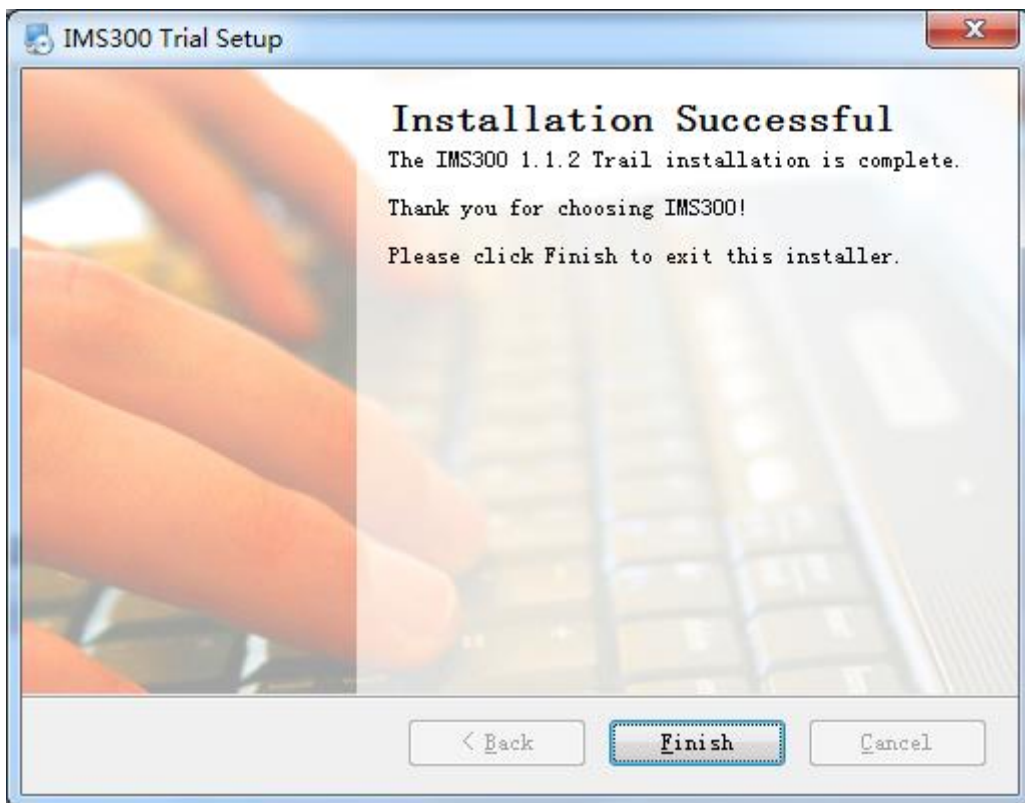 IMS300 Trial Setup
Installation Successful
The IMS300 1.1.2 Trail installation is complete.
Thank you for choosing IMS300!
Please click Finish to exit this installer.
< Back
Finish
Cancel